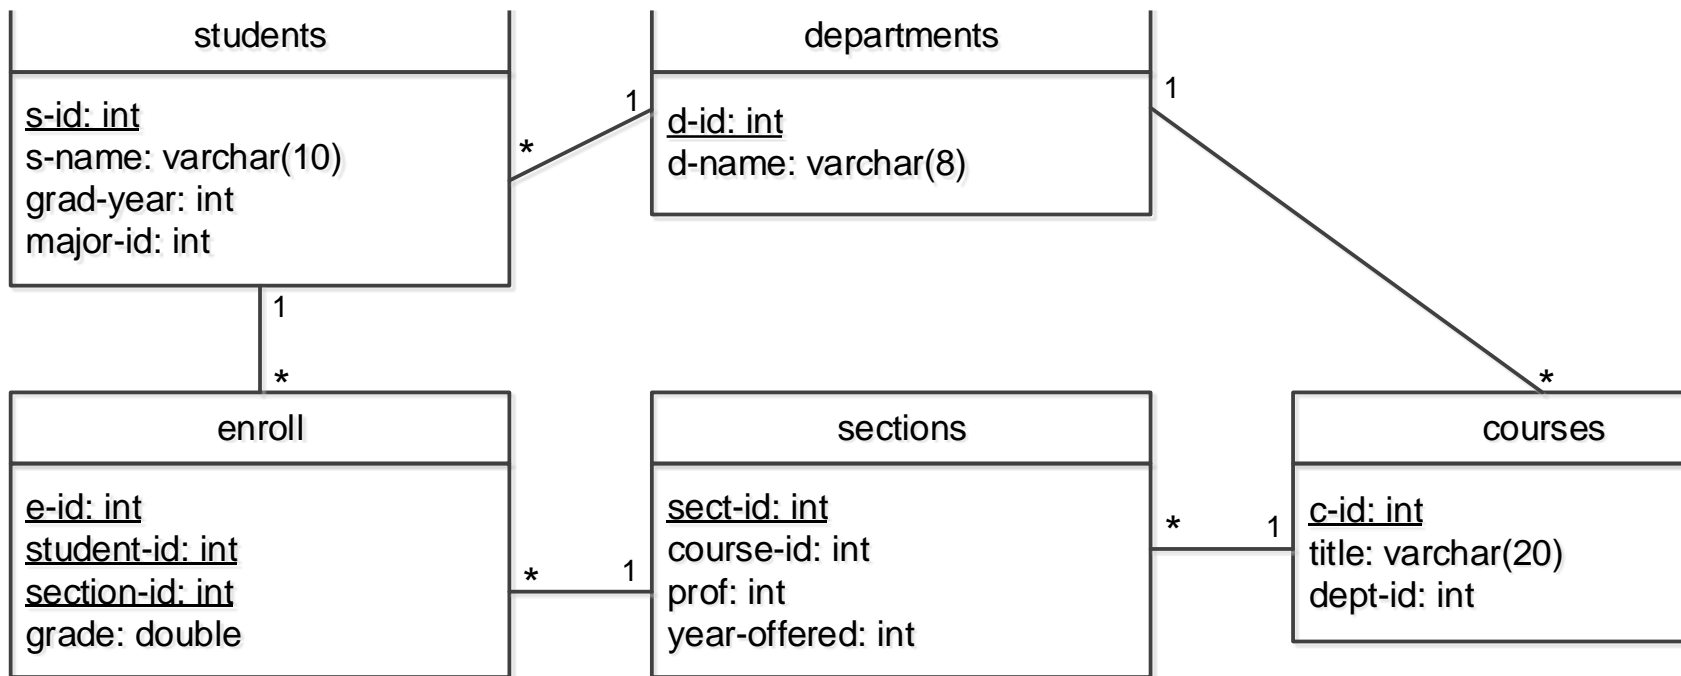 students
s-id: int
s-name: varchar(10)
grad-year: int
major-id: int
departments
d-id: int
d-name: varchar(8)
1
*
1
1
*
*
enroll
e-id: int
student-id: int
section-id: int
grade: double
*
1
sections
sect-id: int
course-id: int
prof: int
year-offered: int
*
1
courses
c-id: int
title: varchar(20)
dept-id: int